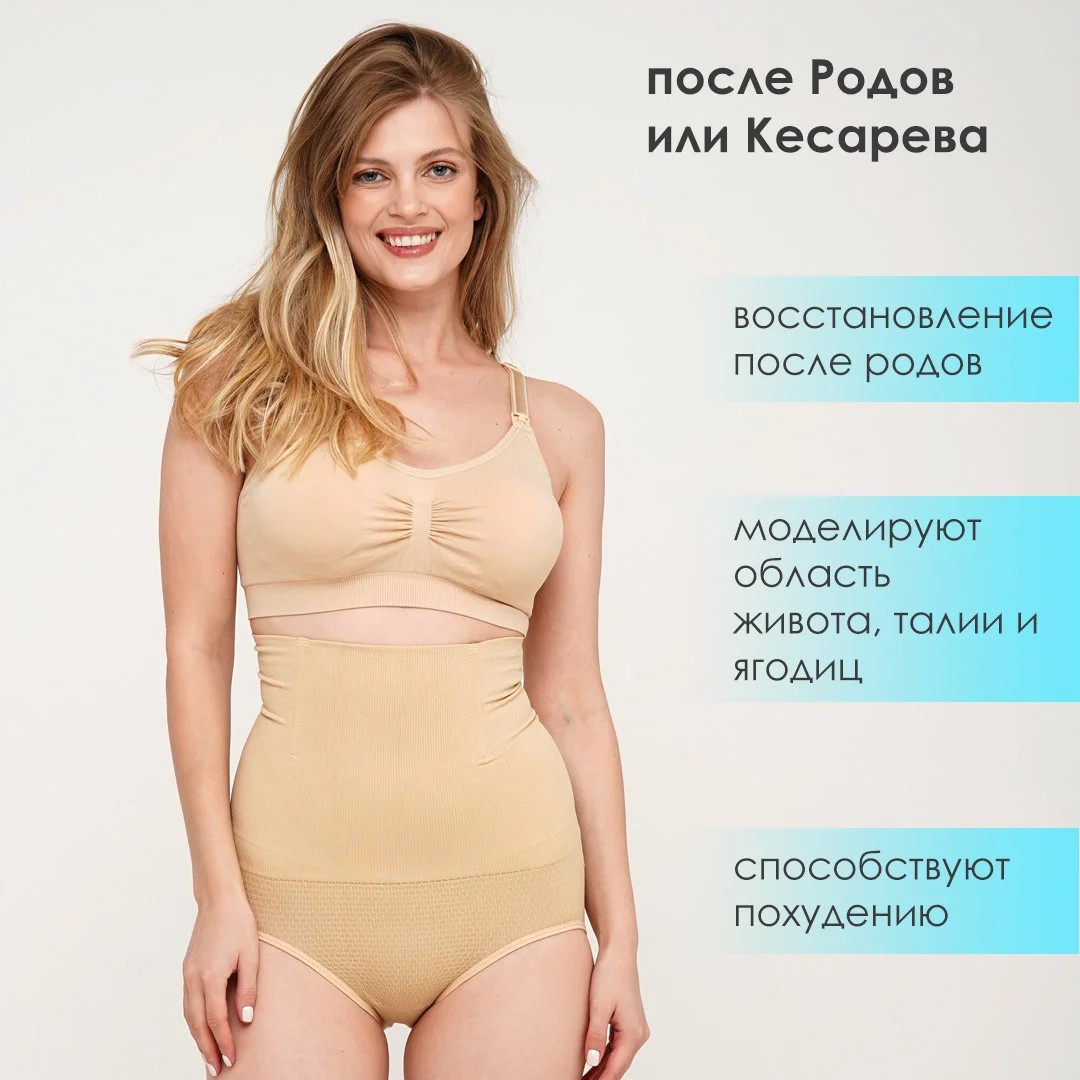 после Родов
или Кесарева
восстановление
после родов
моделируют
область
живота, талии и
ягодиц
способствуют
похудению